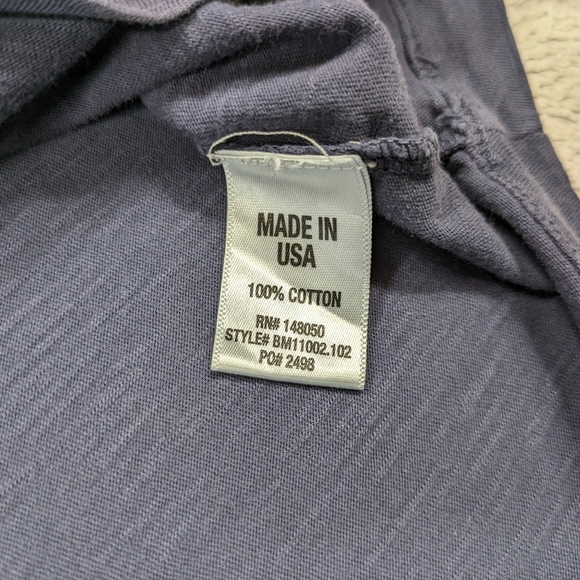 MADE IN
USA
100% COTTON
RN# 148050
STYLE# BM11002.102
PO# 2498